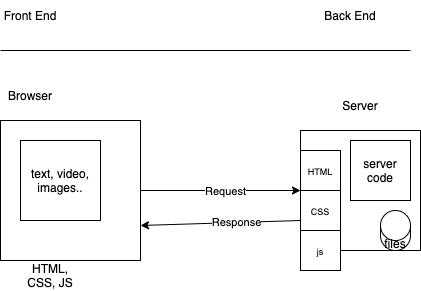 Front End
Back End
Browser
Server
text, video,
images..
HTML
server
code
Request
CSS
Response
files
js
HTML,
CSS, JS